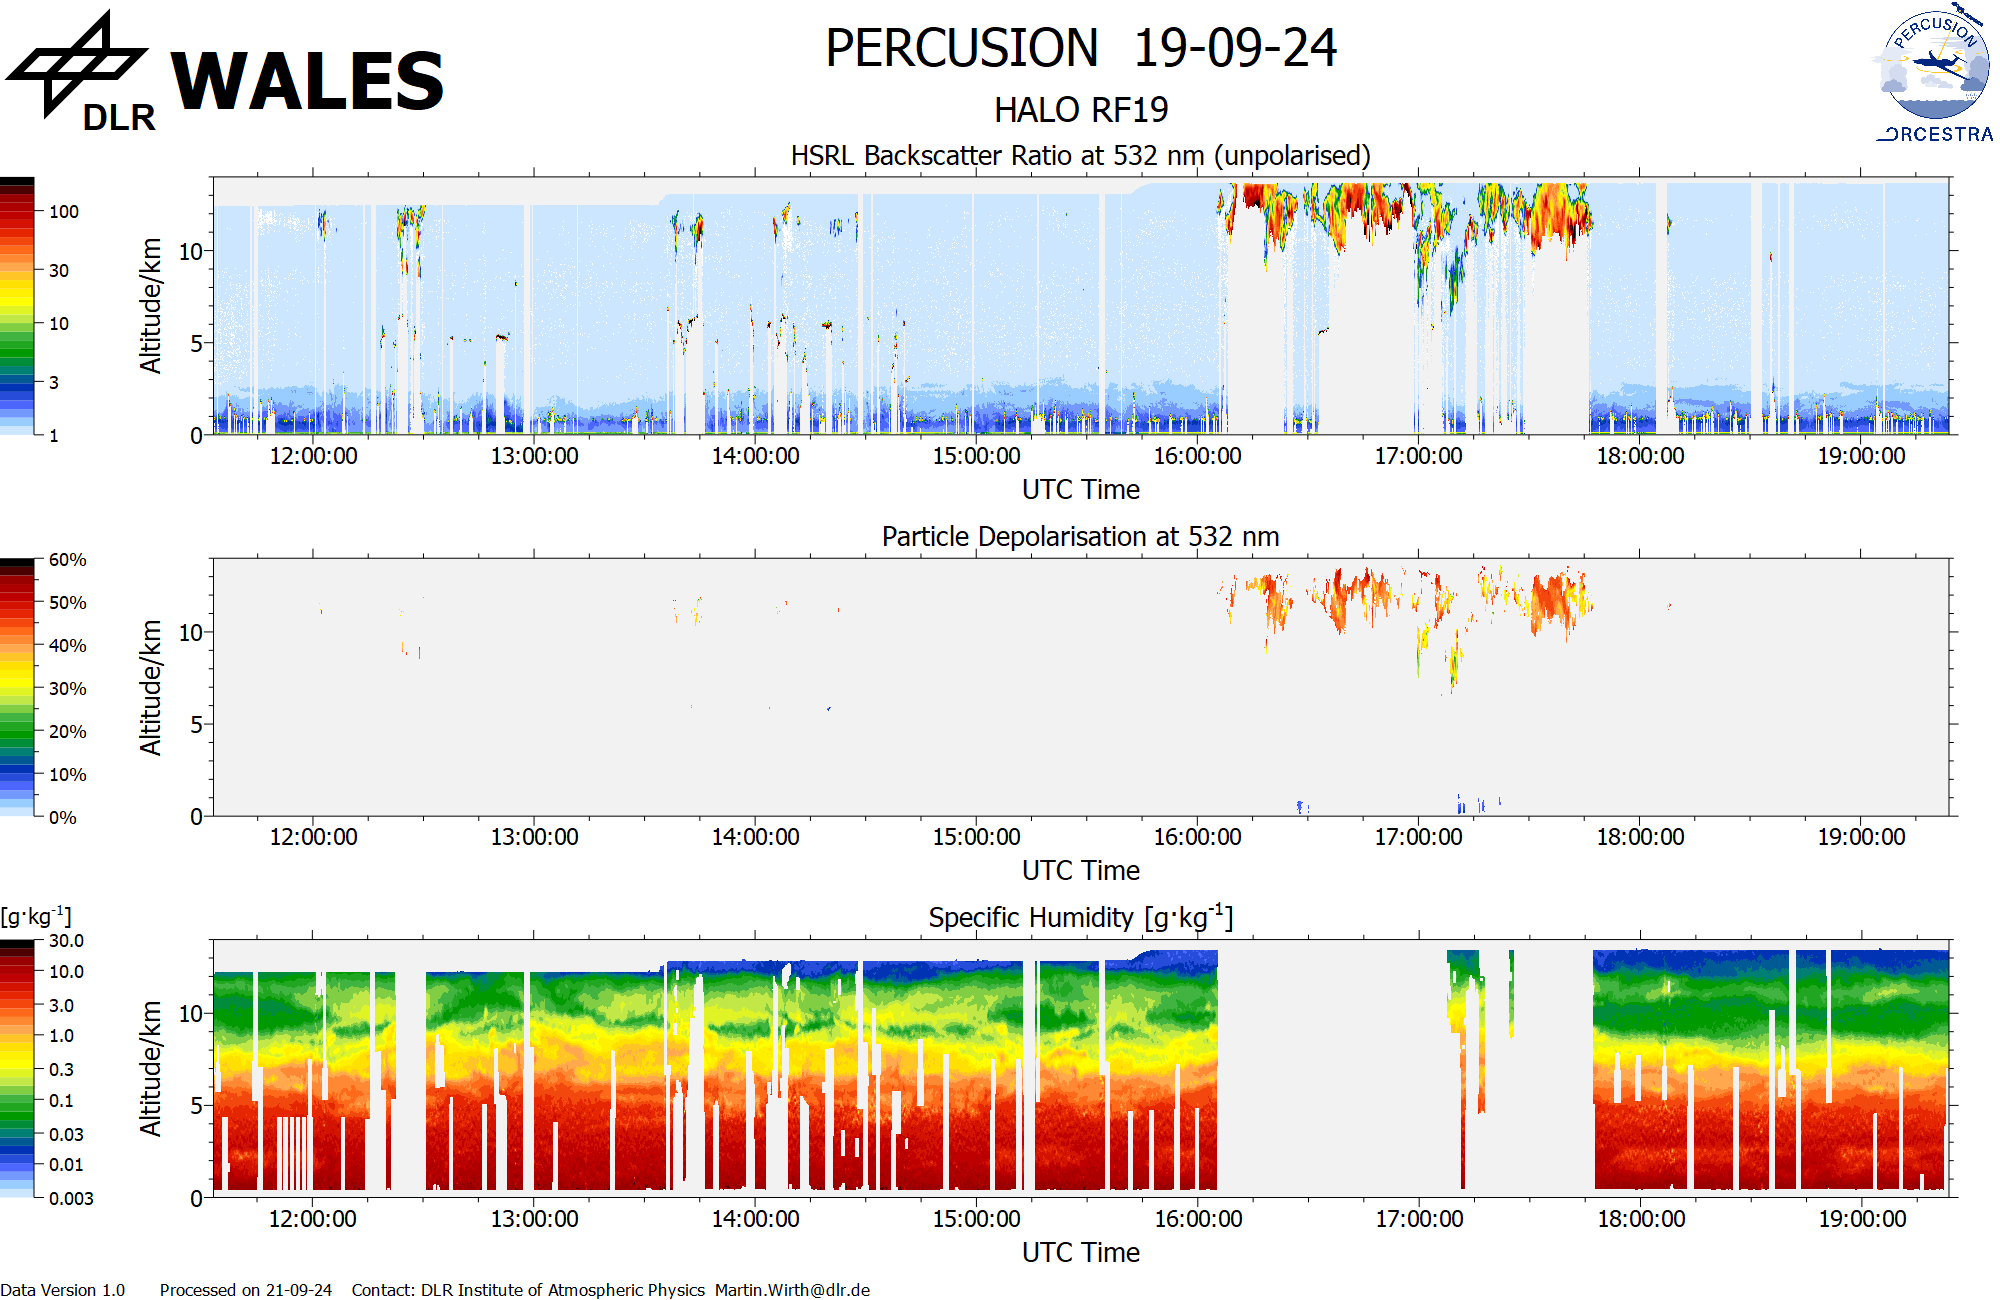 DLR
WALES
PERCUSION 19-09-24
HALO RF19
PERCUSION
ORCESTRA
HSRL Backscatter Ratio at 532 nm (unpolarised)
100
30
10
3
1
Altitude/km
10
5
0
12:00:00 13:00:00 14:00:00 15:00:00 16:00:00 17:00:00 18:00:00 19:00:00
UTC Time
Particle Depolarisation at 532 nm
60%
50%
40%
30%
20%
10%
0%
Altitude/km
10
5
0
12:00:00 13:00:00 14:00:00 15:00:00 16:00:00 17:00:00 18:00:00 19:00:00
UTC Time
Specific Humidity [g·kg⁻¹]
[g·kg⁻¹]
30.0
10.0
3.0
1.0
0.3
0.1
0.03
0.01
0.003
Altitude/km
10
5
0
12:00:00 13:00:00 14:00:00 15:00:00 16:00:00 17:00:00 18:00:00 19:00:00
UTC Time
Data Version 1.0 Processed on 21-09-24 Contact: DLR Institute of Atmospheric Physics Martin.Wirth@dlr.de